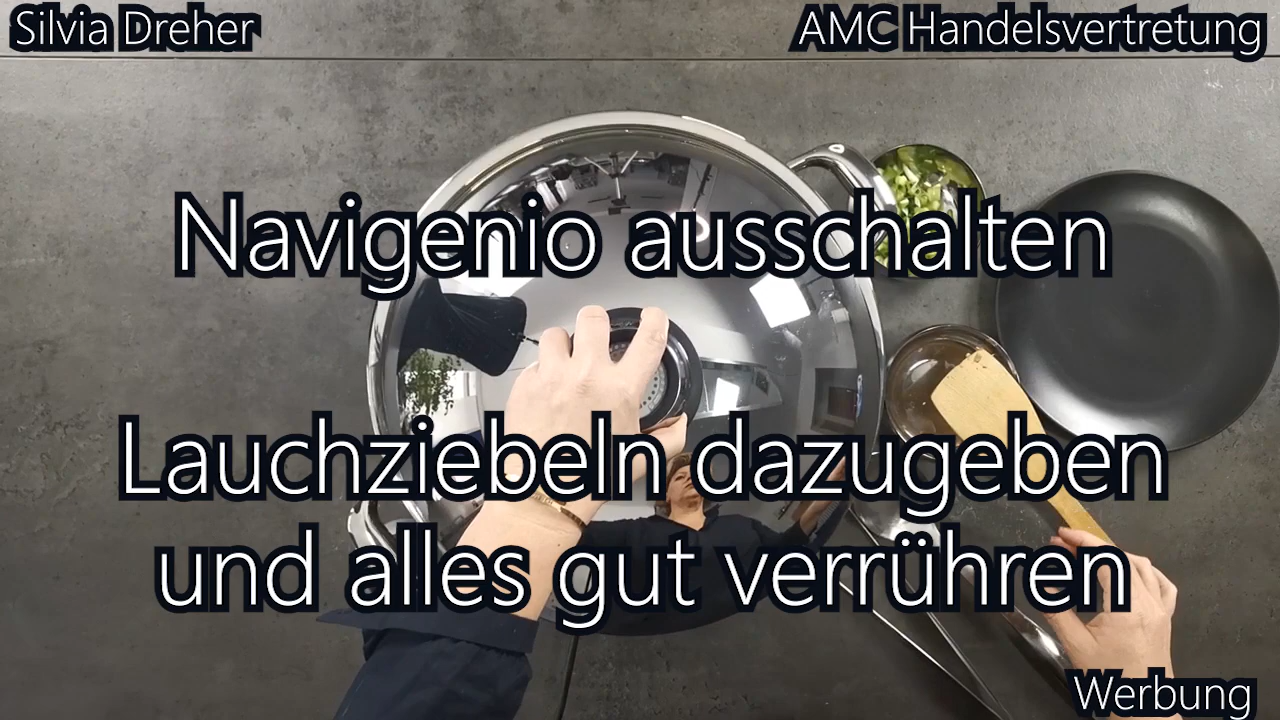 Silvia Dreher
AMC Handelsvertretung
Navigenio ausschalten
Lauchziebeln dazugeben
und alles gut verrühren
Werbung